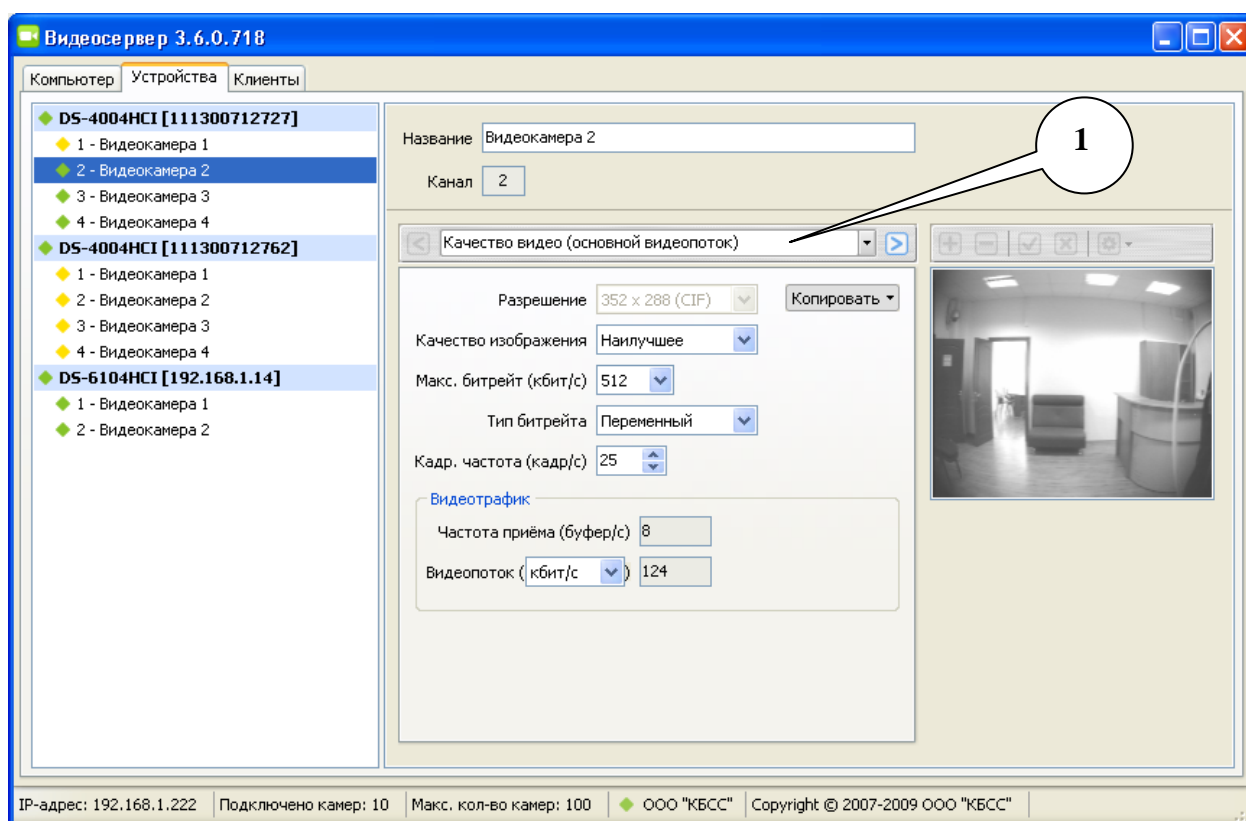 Видеосервер 3.6.0.718
Компьютер Устройства Клиенты
DS-4004HCI [111300712727]
1 - Видеокамера 1
2 - Видеокамера 2
3 - Видеокамера 3
4 - Видеокамера 4
DS-4004HCI [111300712762]
1 - Видеокамера 1
2 - Видеокамера 2
3 - Видеокамера 3
4 - Видеокамера 4
DS-6104HCI [192.168.1.14]
1 - Видеокамера 1
2 - Видеокамера 2
Название Видеокамера 2
1
Канал 2
Качество видео (основной видеопоток)
Разрешение 352 x 288 (CIF) Копировать
Качество изображения Наилучшее
Макс. битрейт (кбит/с) 512
Тип битрейта Переменный
Кадр. частота (кадр/с) 25
Видеотрафик
Частота приёма (буфер/с) 8
Видеопоток ( кбит/с ) 124
IP-адрес: 192.168.1.222 Подключено камер: 10 Макс. кол-во камер: 100 ООО "КБСС" Copyright © 2007-2009 ООО "КБСС"